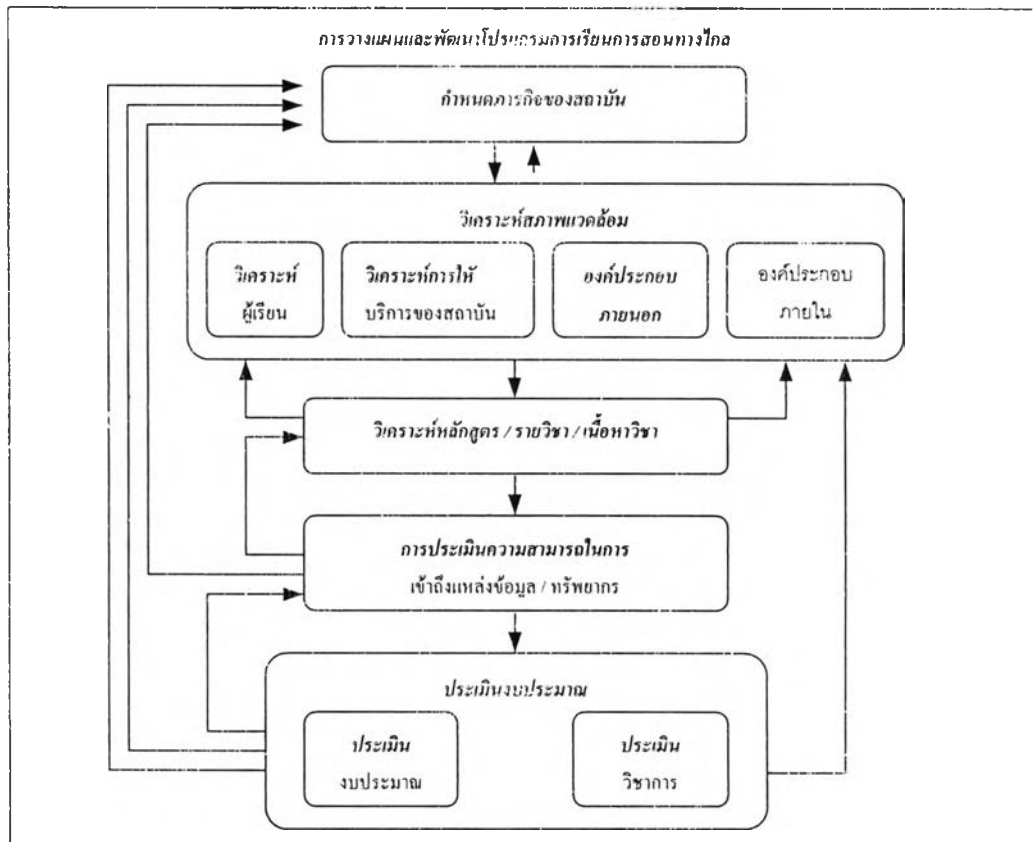 การวางแผนและพัฒนาโปรแกรมการเรียนการสอนทางไกล
กำหนดภารกิจของสถาบัน
วิเคราะห์สภาพแวดล้อม
วิเคราะห์
ผู้เรียน
วิเคราะห์การให้
บริการของสถาบัน
องค์ประกอบ
ภายนอก
องค์ประกอบ
ภายใน
วิเคราะห์หลักสูตร / รายวิชา / เนื้อหาวิชา
การประเมินความสามารถในการ
เข้าถึงแหล่งข้อมูล / ทรัพยากร
ประเมินงบประมาณ
ประเมิน
งบประมาณ
ประเมิน
วิชาการ